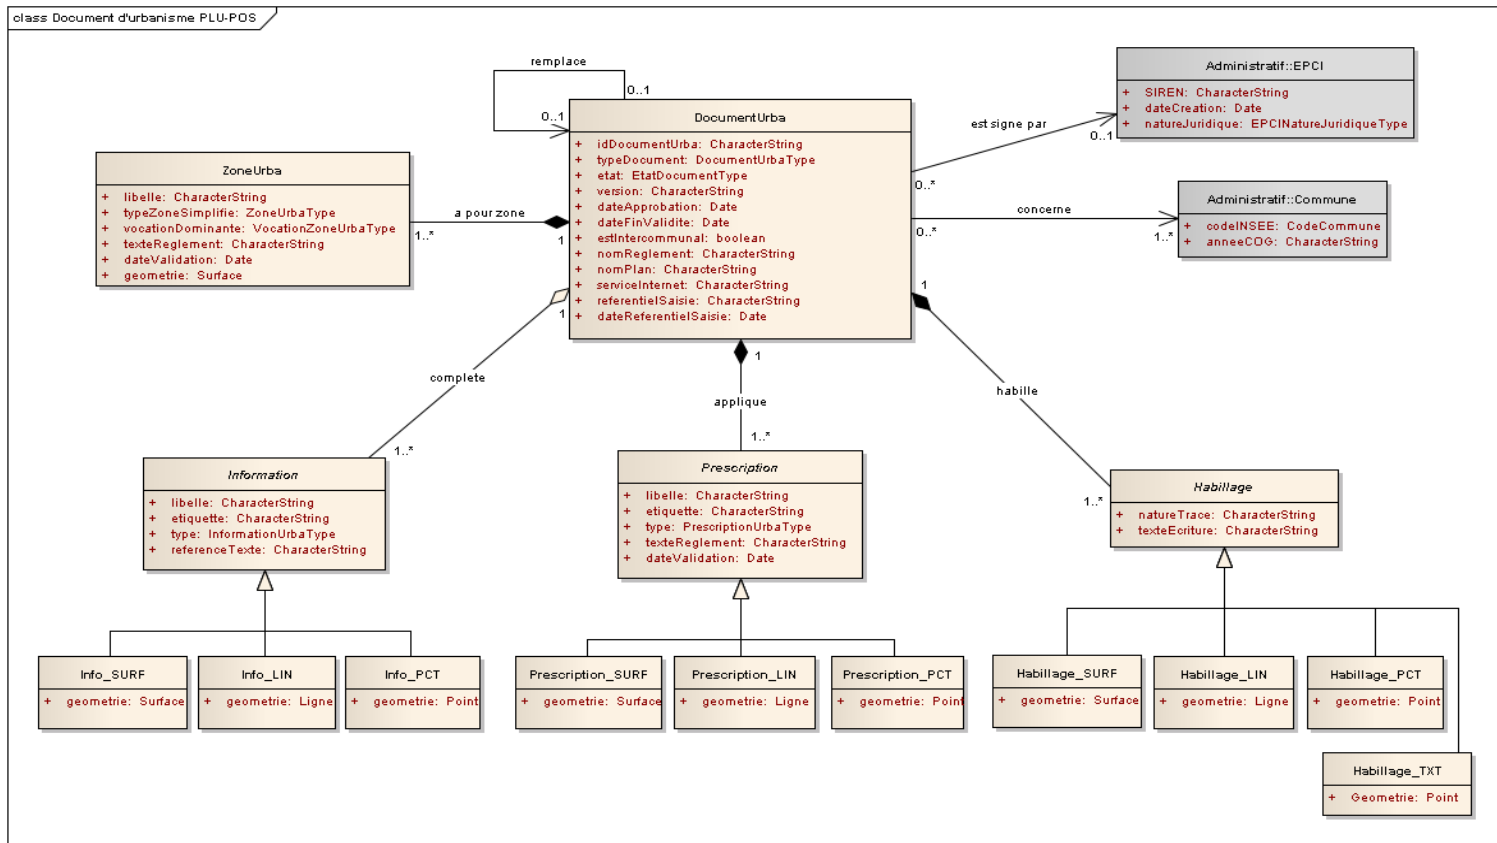 class Document d'urbanisme PLU-POS
remplace
0..1
0..1
Administratif::EPCI
+ SIREN: CharacterString
+ dateCreation: Date
+ natureJuridique: EPCINatureJuridiqueType
est signe par
0..1
0..*
DocumentUrba
+ idDocumentUrba: CharacterString
+ typeDocument: DocumentUrbaType
+ etat: EtatDocumentType
+ version: CharacterString
+ dateApprobation: Date
+ dateFinValidite: Date
+ estIntercommunal: boolean
+ nomReglement: CharacterString
+ nomPlan: CharacterString
+ serviceInternet: CharacterString
+ referentielSaisie: CharacterString
+ dateReferentielSaisie: Date
ZoneUrba
+ libelle: CharacterString
+ typeZoneSimplifie: ZoneUrbaType
+ vocationDominante: VocationZoneUrbaType
+ texteReglement: CharacterString
+ dateValidation: Date
+ geometrie: Surface
a pour zone
1..*
1
concerne
0..*
1..*
Administratif::Commune
+ codeINSEE: CodeCommune
+ anneeCOG: CharacterString
1
complete
1..*
1
applique
1..*
1
habille
1..*
Information
+ libelle: CharacterString
+ etiquette: CharacterString
+ type: InformationUrbaType
+ referenceTexte: CharacterString
Prescription
+ libelle: CharacterString
+ etiquette: CharacterString
+ type: PrescriptionUrbaType
+ texteReglement: CharacterString
+ dateValidation: Date
Habillage
+ natureTrace: CharacterString
+ texteEcriture: CharacterString
Info_SURF
+ geometrie: Surface
Info_LIN
+ geometrie: Ligne
Info_PCT
+ geometrie: Point
Prescription_SURF
+ geometrie: Surface
Prescription_LIN
+ geometrie: Ligne
Prescription_PCT
+ geometrie: Point
Habillage_SURF
+ geometrie: Surface
Habillage_LIN
+ geometrie: Ligne
Habillage_PCT
+ geometrie: Point
Habillage_TXT
+ Geometrie: Point